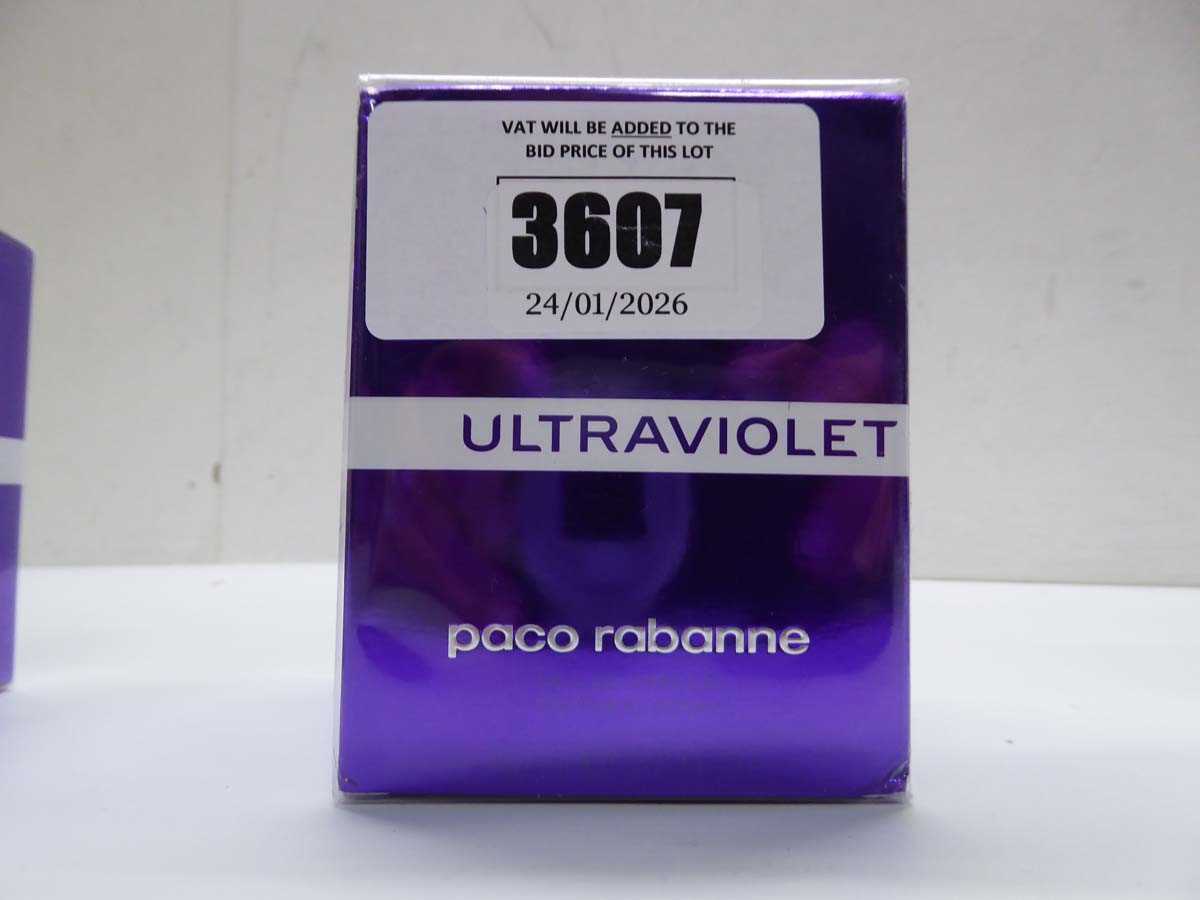 VAT WILL BE ADDED TO THE
BID PRICE OF THIS LOT
3607
24/01/2026
ULTRAVIOLET
paco rabanne